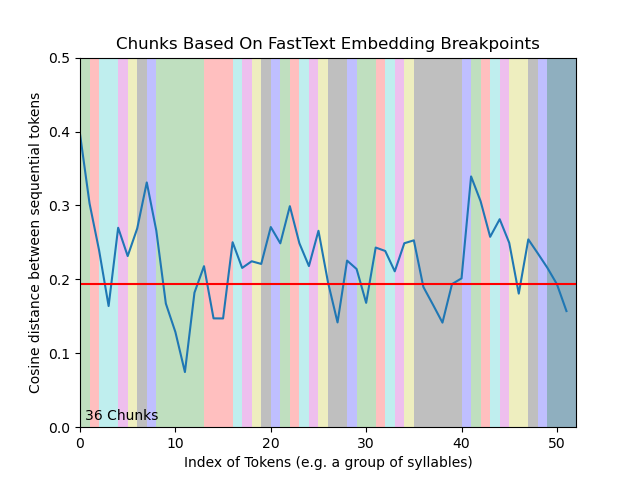 Chunks Based On FastText Embedding Breakpoints
Cosine distance between sequential tokens
0.5
0.4
0.3
0.2
0.1
0.0
36 Chunks
0 10 20 30 40 50
Index of Tokens (e.g. a group of syllables)